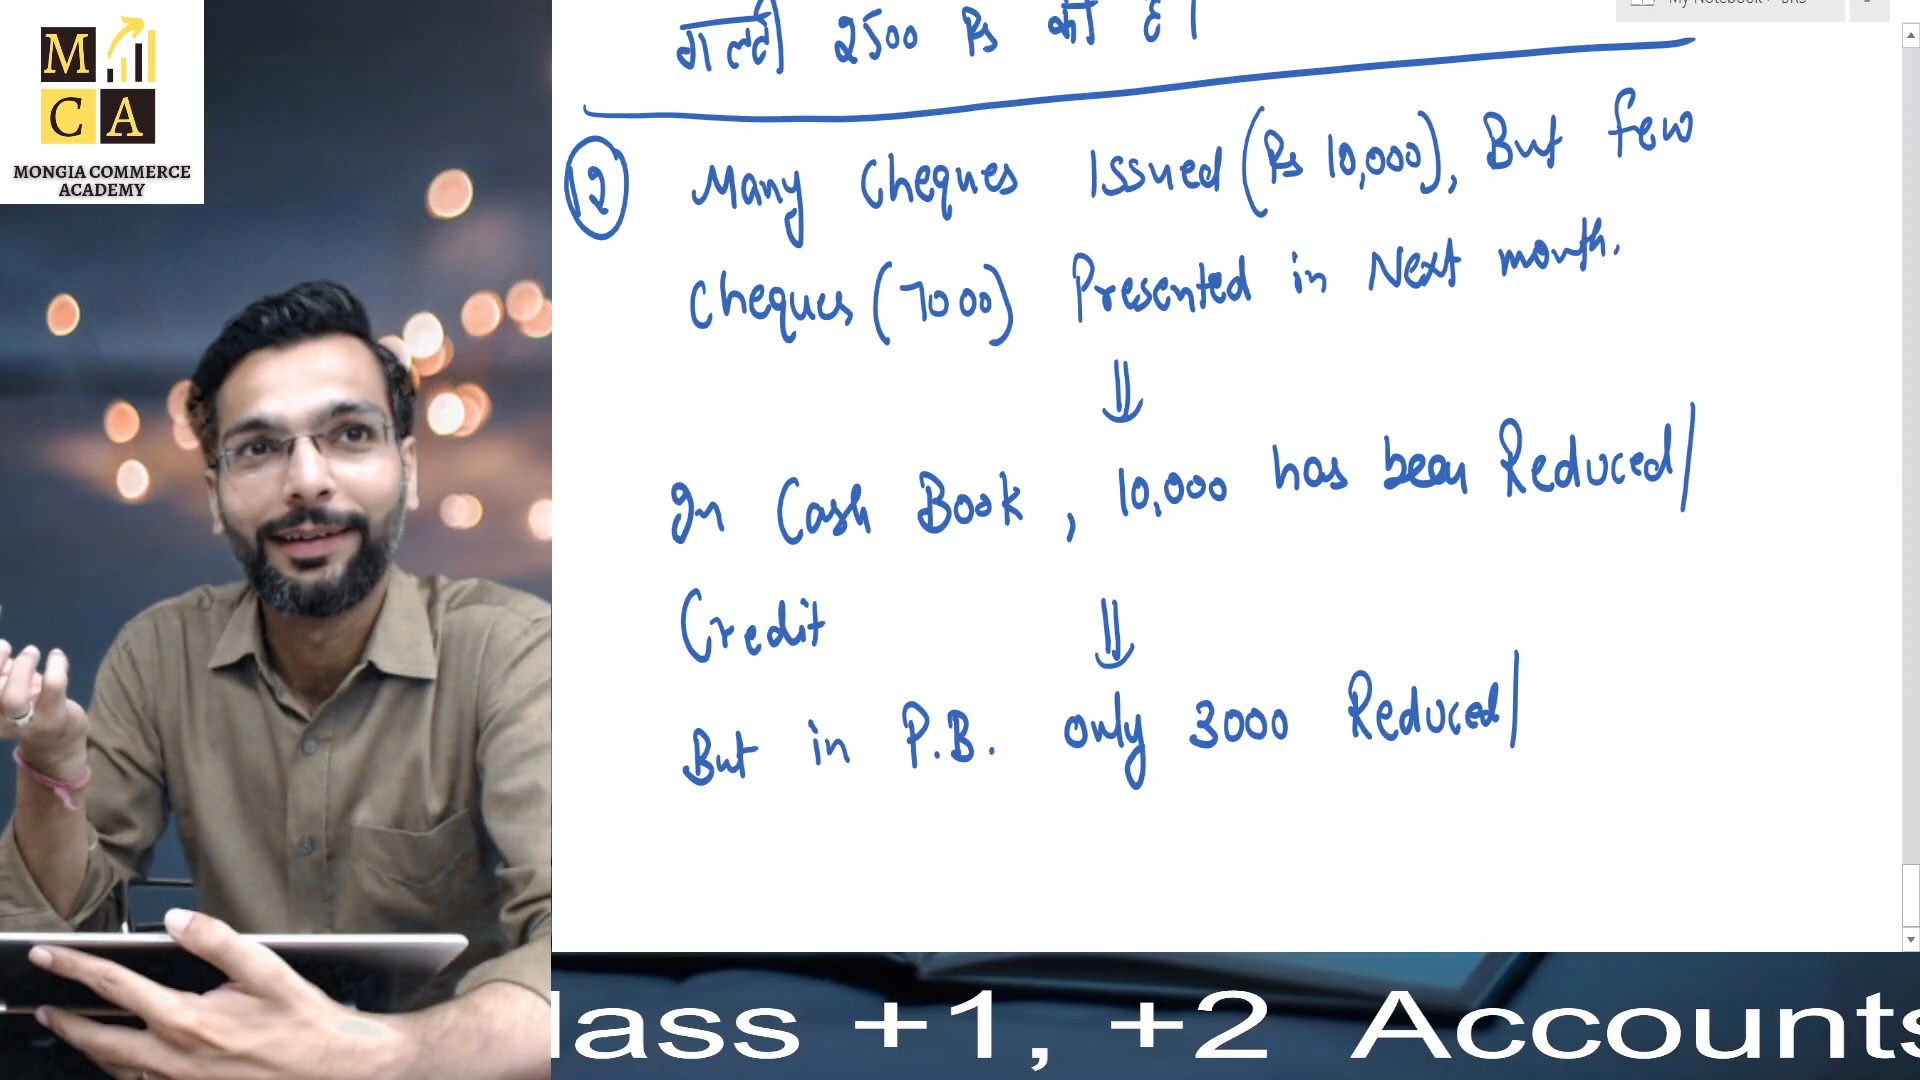 M
C A
MONGIA COMMERCE
ACADEMY
गलती 2500 Rs की है।
12 Many Cheques Issued (Rs 10,000), But few
Cheques (7000) Presented in Next month.
⇓
In Cash Book, 10,000 has been Reduced/
Credit ⇓
But in P.B. only 3000 Reduced/
lass +1, +2 Accounts